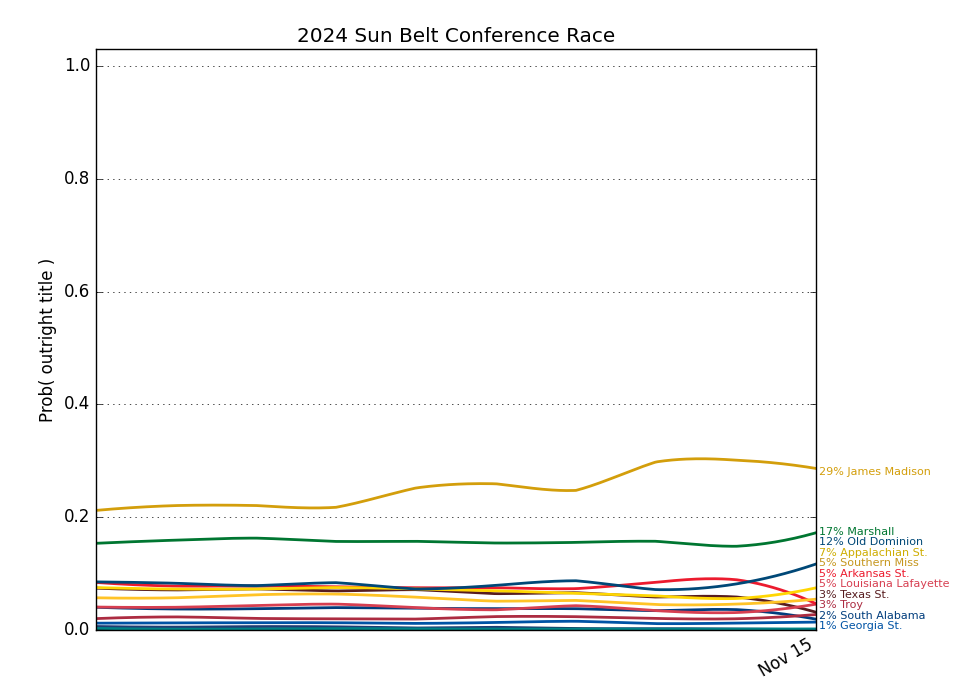 2024 Sun Belt Conference Race
1.0
0.8
0.6
0.4
0.2
0.0
Prob( outright title )
29% James Madison
17% Marshall
12% Old Dominion
7% Appalachian St.
5% Southern Miss
5% Arkansas St.
5% Louisiana Lafayette
3% Texas St.
3% Troy
2% South Alabama
1% Georgia St.
Nov 15